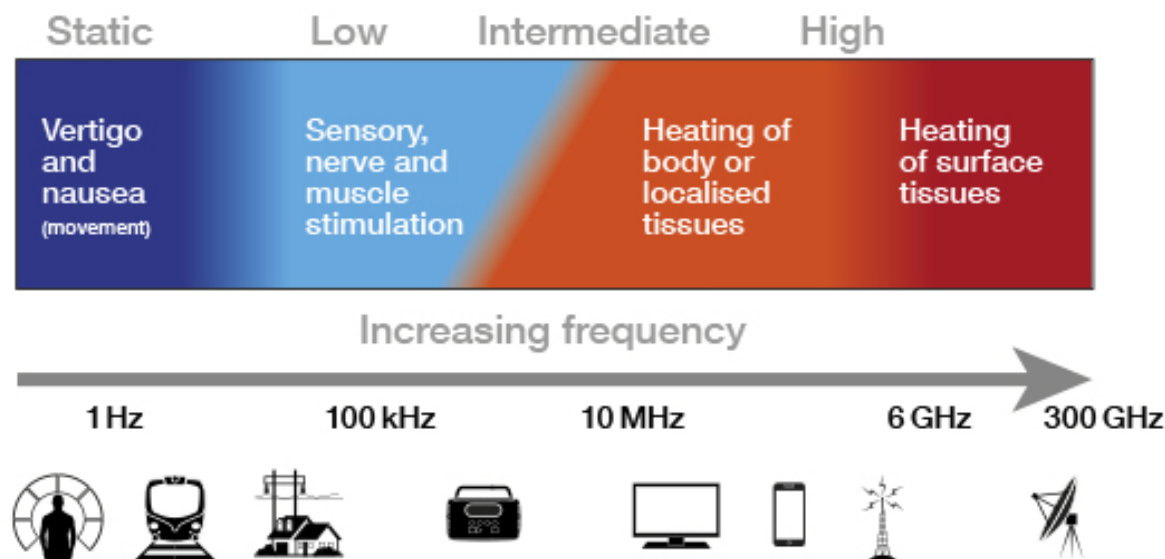 Static Low Intermediate High
Vertigo
and
nausea
(movement)
Sensory,
nerve and
muscle
stimulation
Heating of
body or
localised
tissues
Heating
of surface
tissues
Increasing frequency
1 Hz 100 kHz 10 MHz 6 GHz 300 GHz